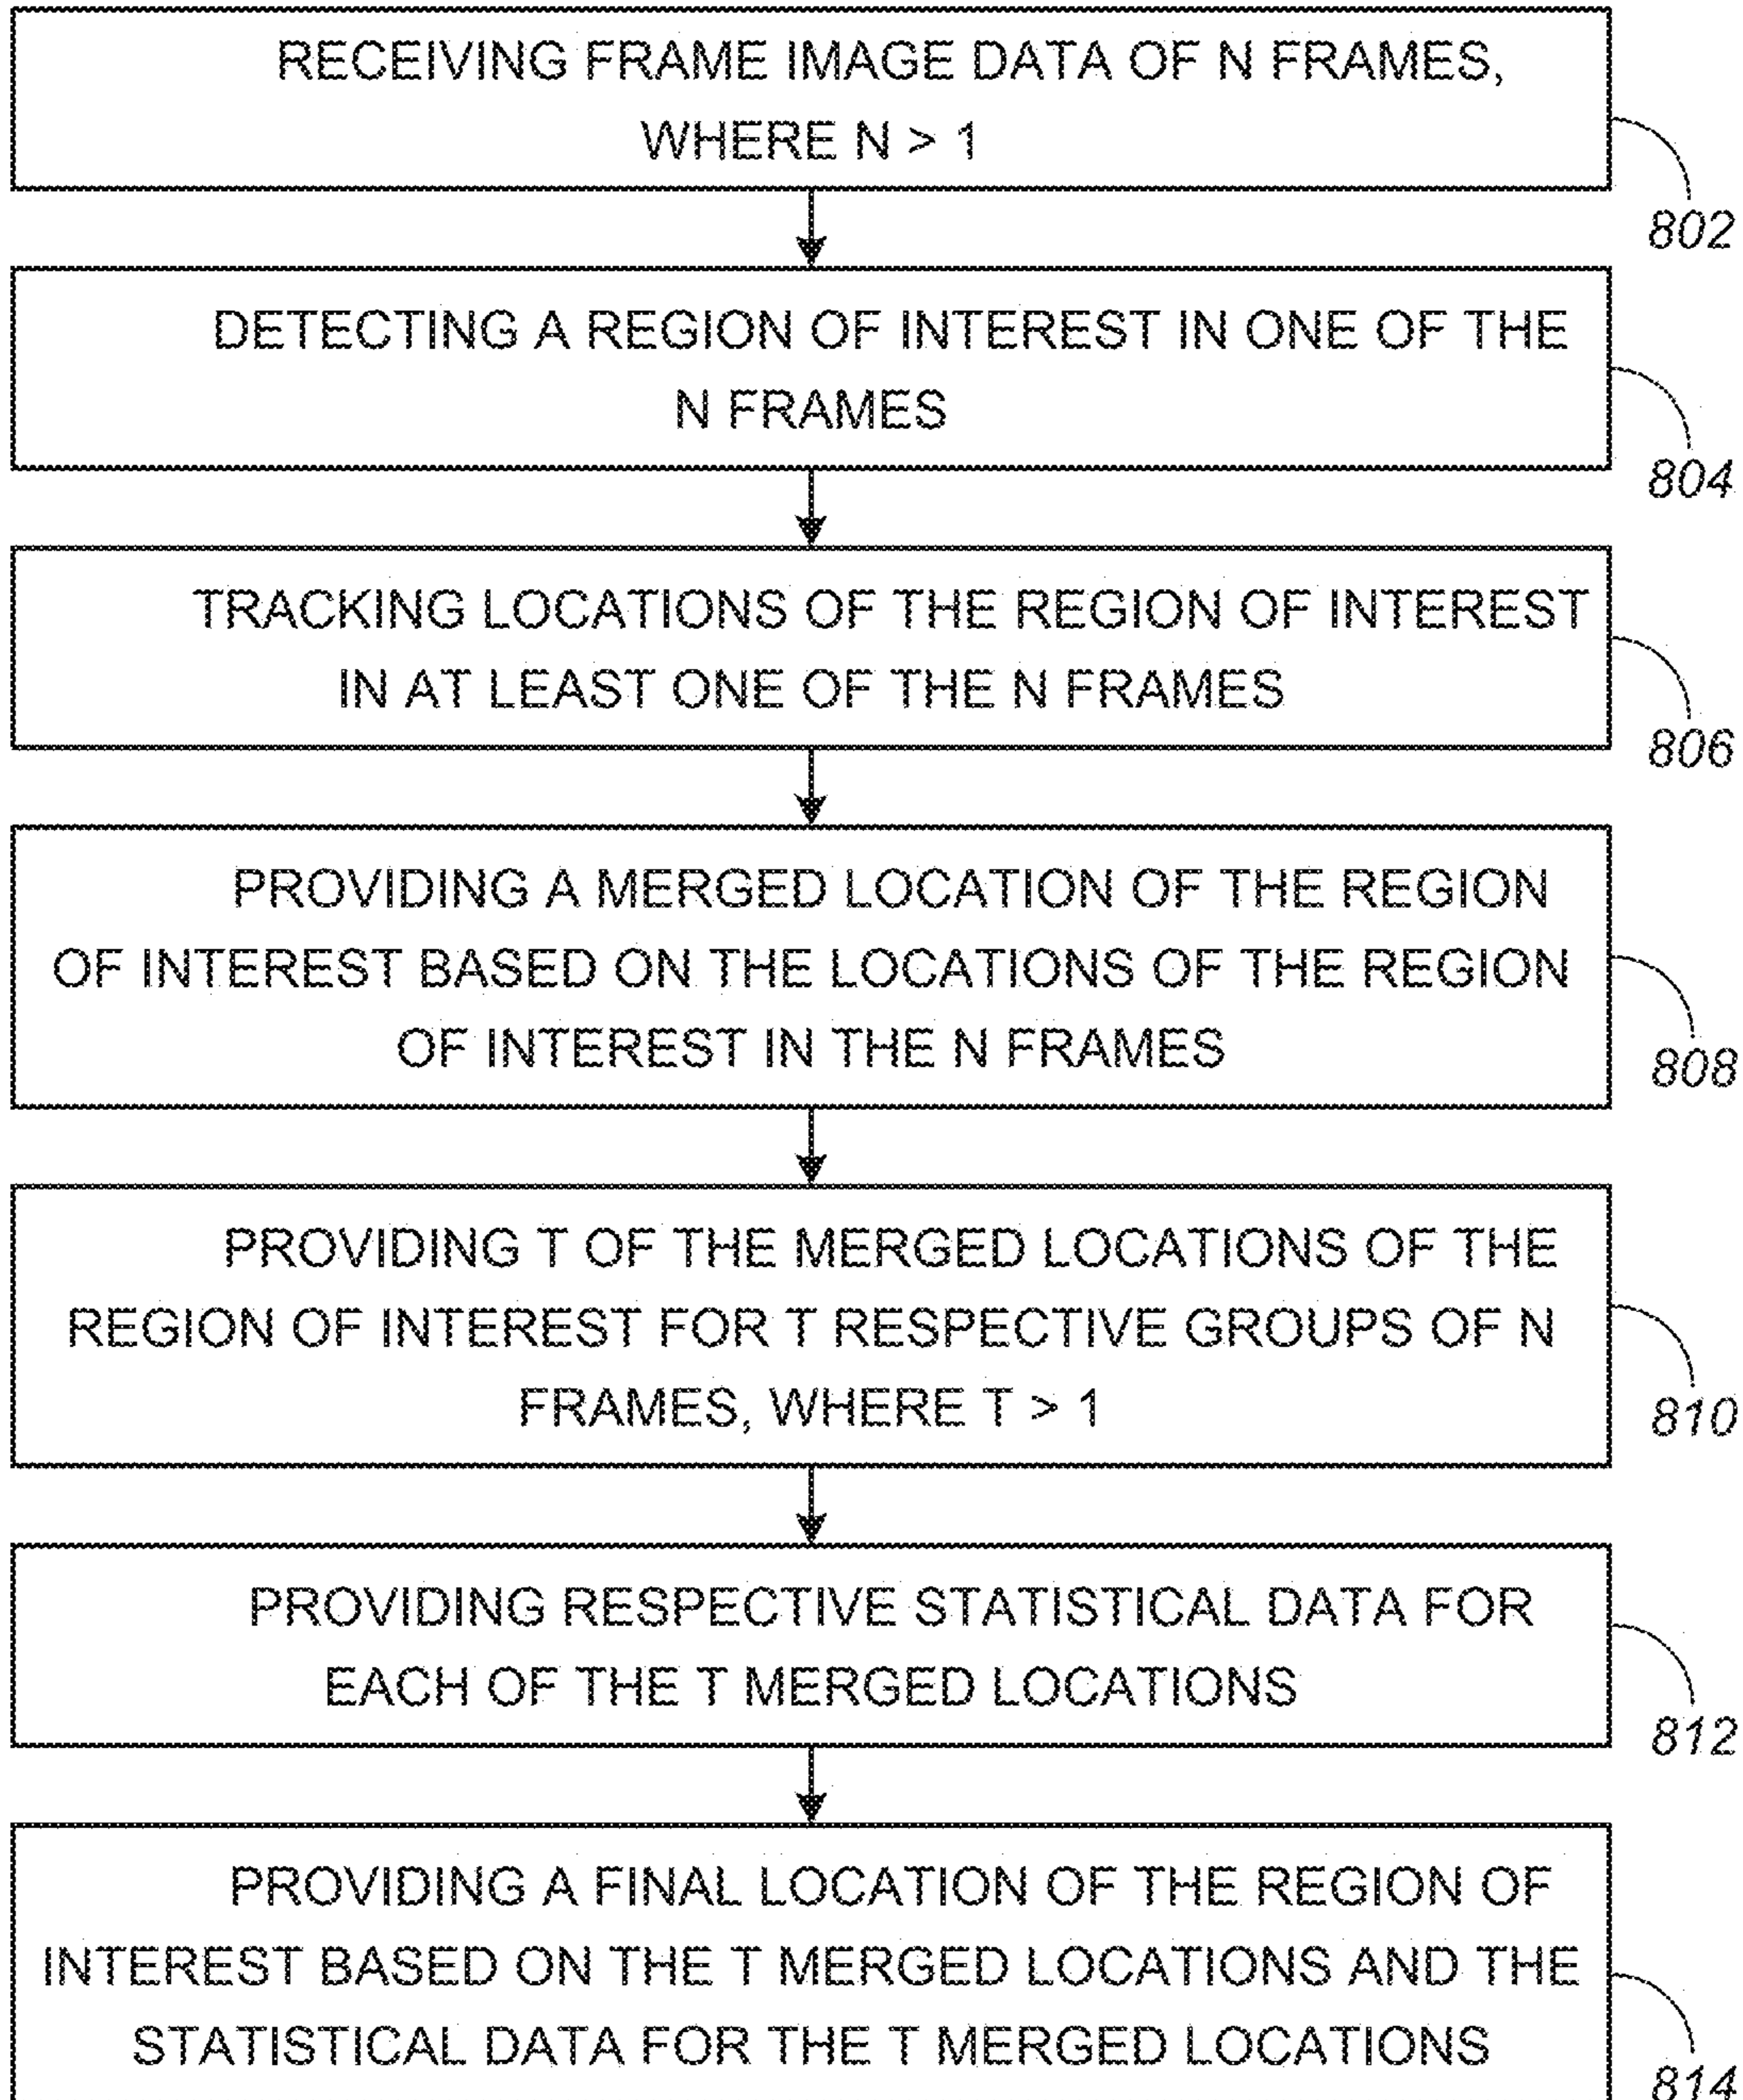 RECEIVING FRAME IMAGE DATA OF N FRAMES,
WHERE N > 1
802
DETECTING A REGION OF INTEREST IN ONE OF THE
N FRAMES
804
TRACKING LOCATIONS OF THE REGION OF INTEREST
IN AT LEAST ONE OF THE N FRAMES
806
PROVIDING A MERGED LOCATION OF THE REGION
OF INTEREST BASED ON THE LOCATIONS OF THE REGION
OF INTEREST IN THE N FRAMES
808
PROVIDING T OF THE MERGED LOCATIONS OF THE
REGION OF INTEREST FOR T RESPECTIVE GROUPS OF N
FRAMES, WHERE T > 1
810
PROVIDING RESPECTIVE STATISTICAL DATA FOR
EACH OF THE T MERGED LOCATIONS
812
PROVIDING A FINAL LOCATION OF THE REGION OF
INTEREST BASED ON THE T MERGED LOCATIONS AND THE
STATISTICAL DATA FOR THE T MERGED LOCATIONS
814